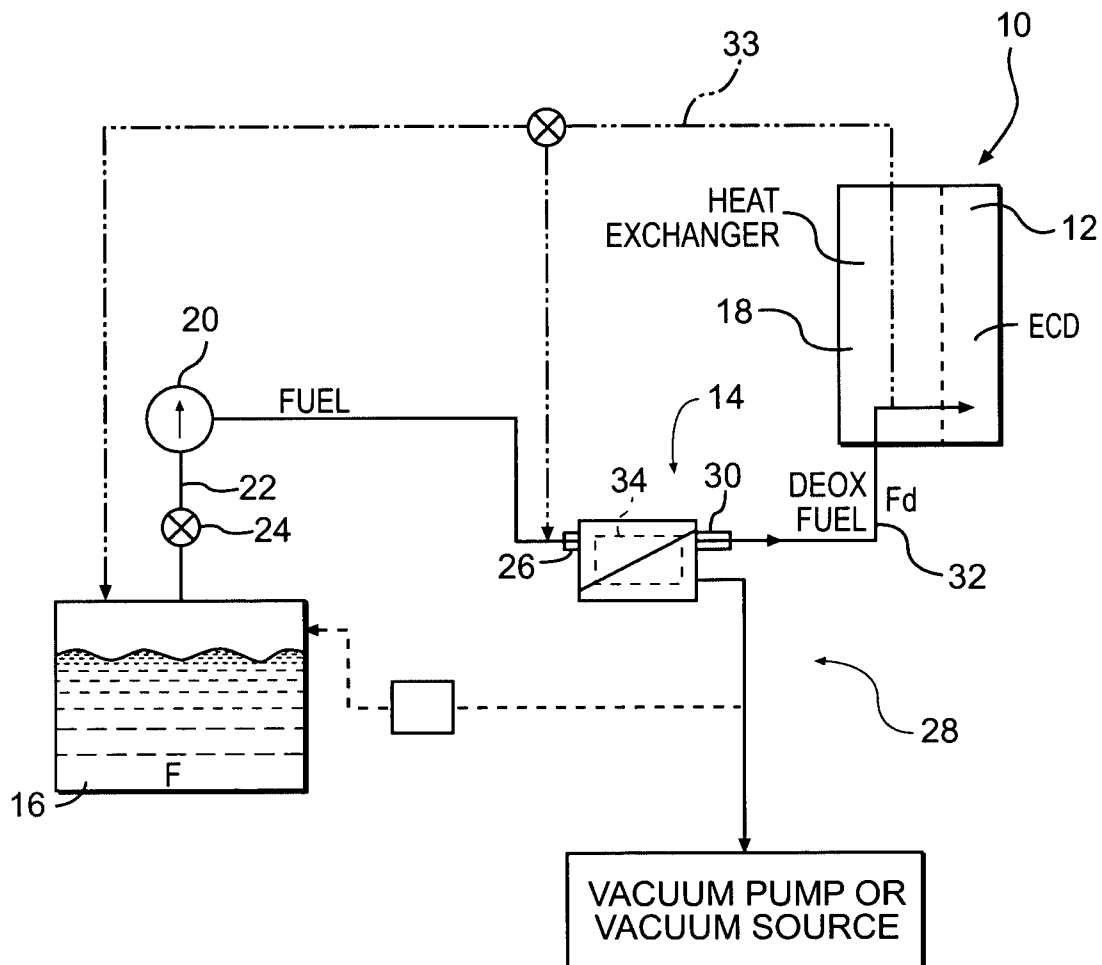 10
33
HEAT
EXCHANGER
12
18
ECD
20
FUEL
14
22
34
30
DEOX
FUEL
Fd
24
26
32
28
F
16
VACUUM PUMP OR
VACUUM SOURCE